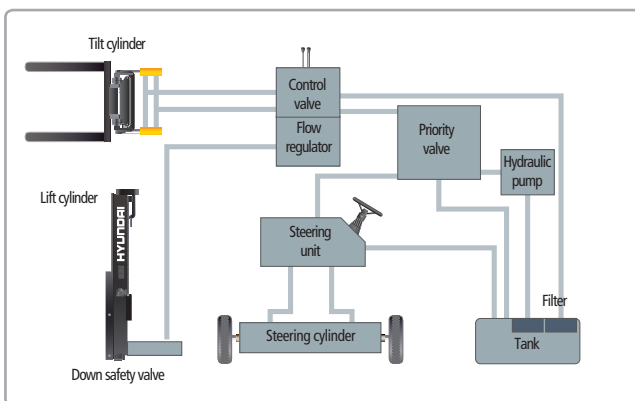 Tilt cylinder
Control
valve
Flow
regulator
Priority
valve
Hydraulic
pump
Lift cylinder
HYUNDAI
Steering
unit
Filter
Tank
Steering cylinder
Down safety valve